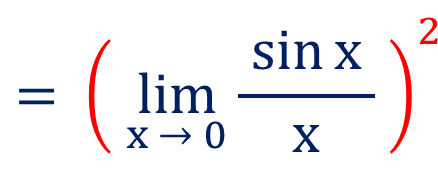 = ( lim x → 0 sin x / x )²